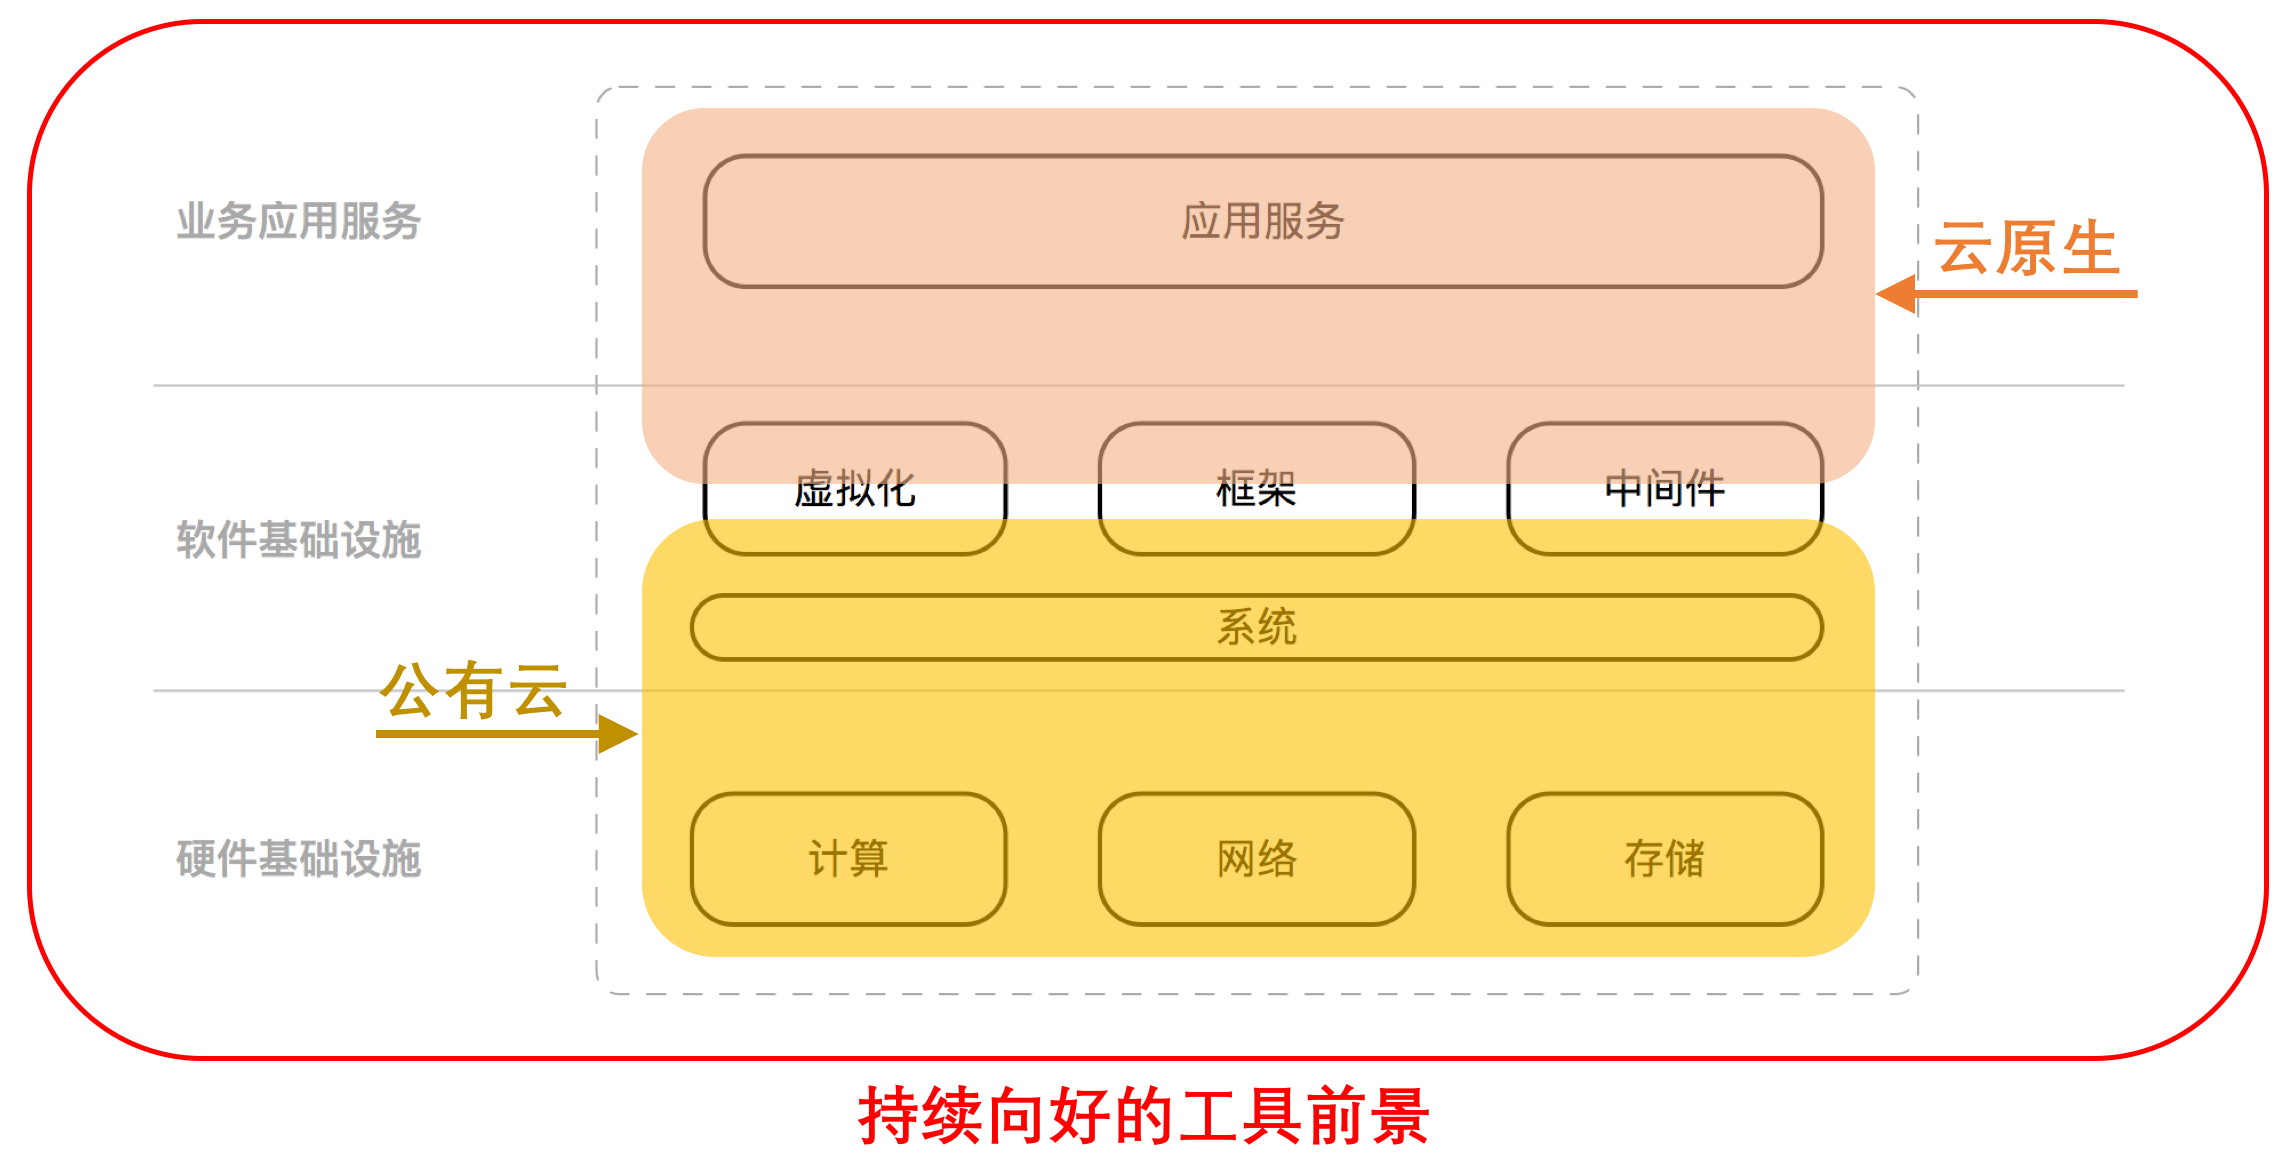 业务应用服务
应用服务
云原生
虚拟化
框架
中间件
软件基础设施
系统
公有云
硬件基础设施
计算
网络
存储
持续向好的工具前景